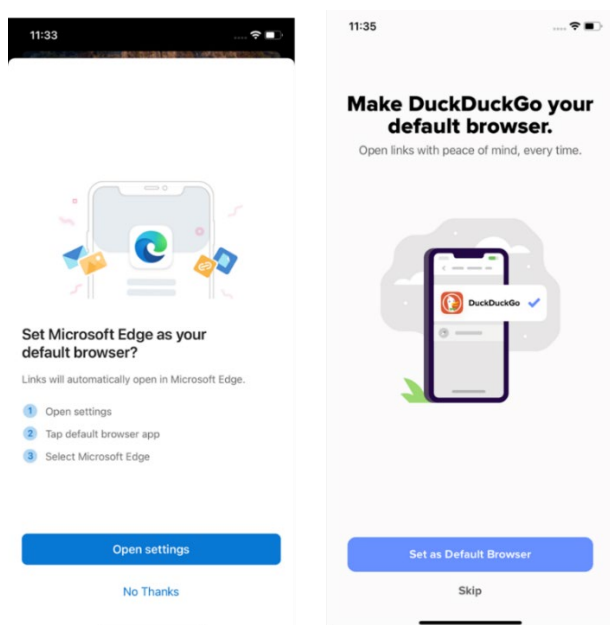 11:33
Set Microsoft Edge as your
default browser?
Links will automatically open in Microsoft Edge.
1 Open settings
2 Tap default browser app
3 Select Microsoft Edge
Open settings
No Thanks
11:35
Make DuckDuckGo your
default browser.
Open links with peace of mind, every time.
DuckDuckGo
Set as Default Browser
Skip